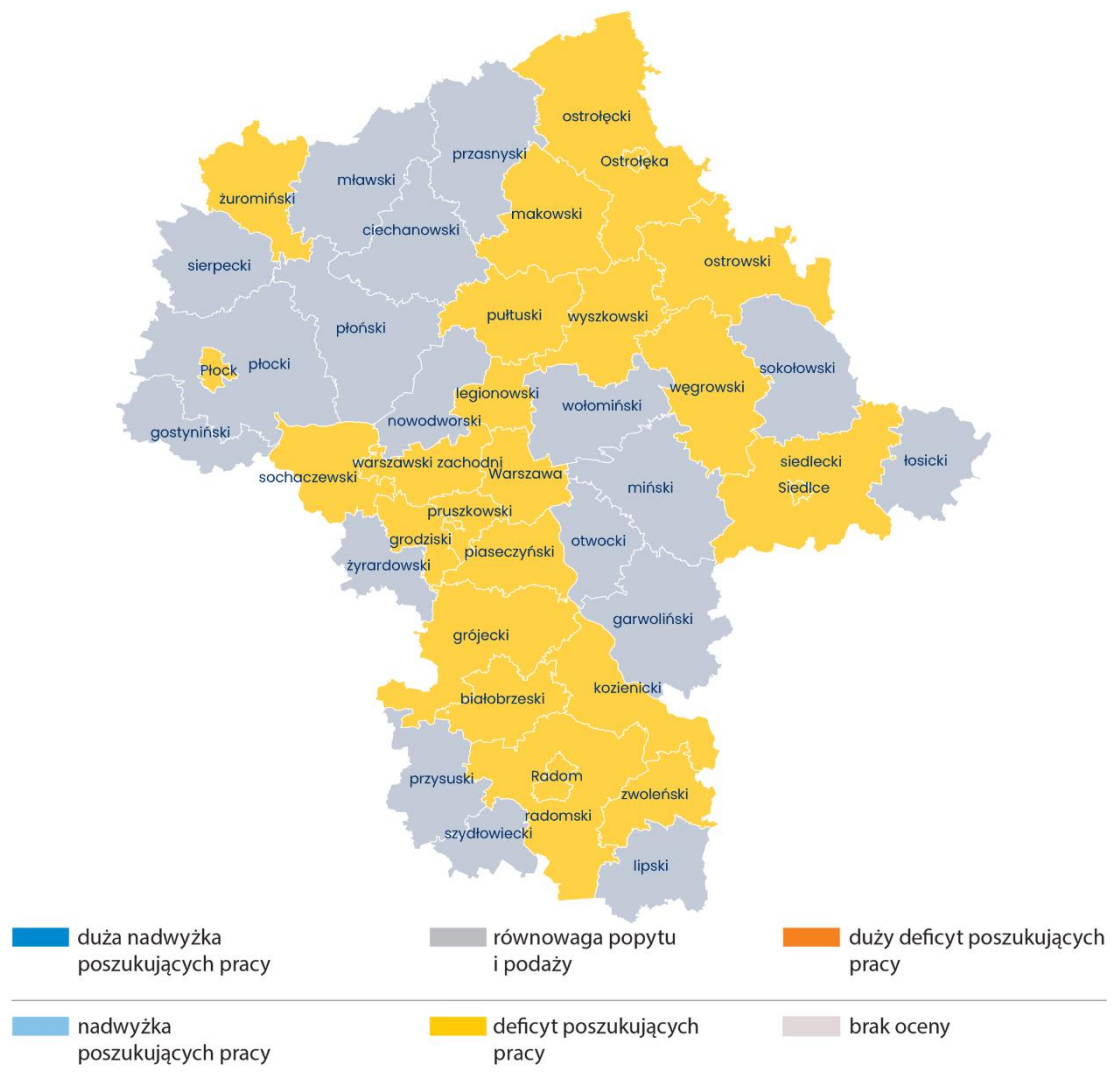 ostrołęcki
przasnyski
Ostrołęka
mławski
żuromiński
makowski
ciechanowski
sierpecki
ostrowski
pułtuski
wyszkowski
płoński
Płock
płocki
sokołowski
węgrowski
legionowski
wołomiński
nowodworski
gostyniński
siedlecki
łosicki
warszawski zachodni
Warszawa
sochaczewski
miński
Siedlce
pruszkowski
grodziski
otwocki
piaseczyński
żyrardowski
garwoliński
grójecki
kozienicki
białobrzeski
Radom
przysuski
zwoleński
radomski
szydłowiecki
lipski
duża nadwyżka
poszukujących pracy
równowaga popytu
i podaży
duży deficyt poszukujących
pracy
nadwyżka
poszukujących pracy
deficyt poszukujących
pracy
brak oceny